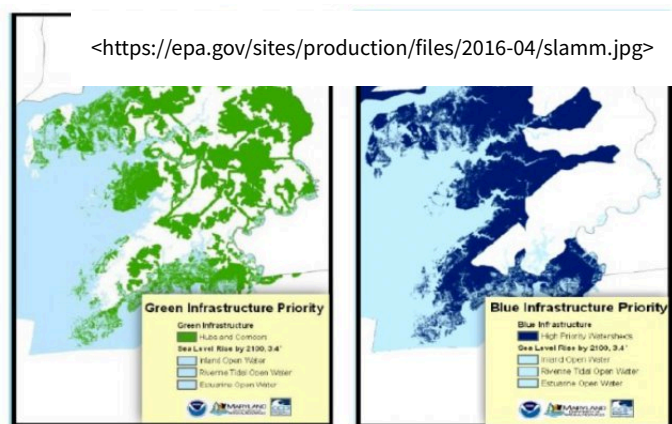 <https://epa.gov/sites/production/files/2016-04/slamm.jpg>
Green Infrastructure Priority
Green Infrastructure
Hubs and Corridors
Sea Level Rise by 2100, 3.4'
Inland Open Water
Riverine Tidal Open Water
Estuarine Open Water
MARYLAND
Blue Infrastructure Priority
Blue Infrastructure
High Priority Watersheds
Sea Level Rise by 2100, 3.4'
Inland Open Water
Riverine Tidal Open Water
Estuarine Open Water
MARYLAND